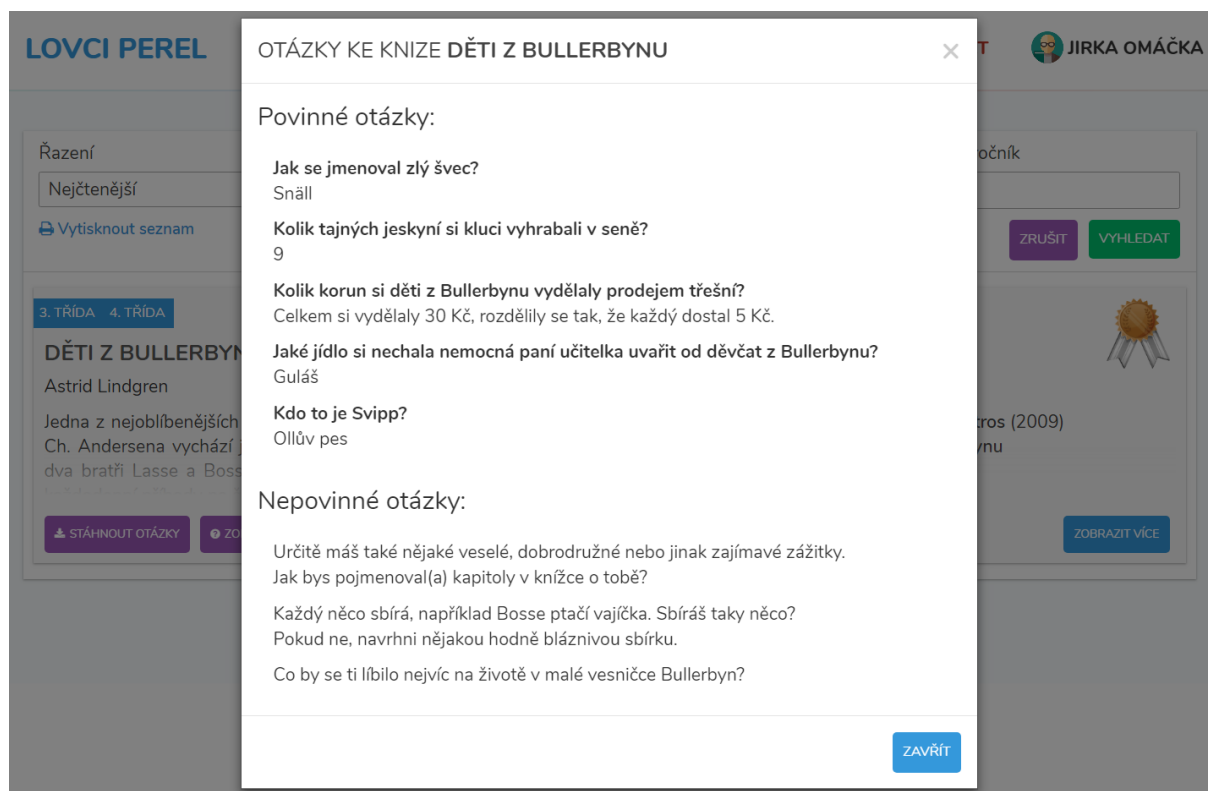 LOVCI PEREL
OTÁZKY KE KNIZE DĚTI Z BULLERBYNU
×
T
JIRKA OMÁČKA
Povinné otázky:
Řazení
očník
Nejčtenější
Vytisknout seznam
ZRUŠIT
VYHLEDAT
Jak se jmenoval zlý švec?
Snäll
Kolik tajných jeskyní si kluci vyhrabali v seně?
9
Kolik korun si děti z Bullerbynu vydělaly prodejem třešní?
Celkem si vydělaly 30 Kč, rozdělily se tak, že každý dostal 5 Kč.
Jaké jídlo si nechala nemocná paní učitelka uvařit od děvčat z Bullerbynu?
Guláš
Kdo to je Svipp?
Ollův pes
3. TŘÍDA 4. TŘÍDA
DĚTI Z BULLERBYN
Astrid Lindgren
Jedna z nejoblíbenějších
Ch. Andersena vychází j
dva bratři Lasse a Boss
tros (2009)
ynu
STÁHNOUT OTÁZKY
ZO
ZOBRAZIT VÍCE
Nepovinné otázky:
Určitě máš také nějaké veselé, dobrodružné nebo jinak zajímavé zážitky.
Jak bys pojmenoval(a) kapitoly v knížce o tobě?
Každý něco sbírá, například Bosse ptačí vajíčka. Sbíráš taky něco?
Pokud ne, navrhni nějakou hodně bláznivou sbírku.
Co by se ti líbilo nejvíc na životě v malé vesničce Bullerbyn?
ZAVŘÍT